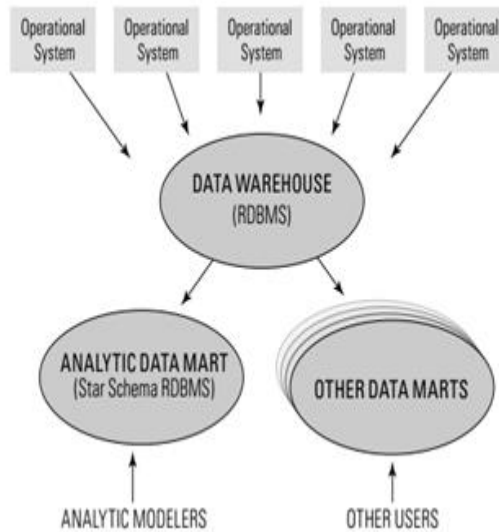 Operational
System
Operational
System
Operational
System
Operational
System
Operational
System
DATA WAREHOUSE
(RDBMS)
ANALYTIC DATA MART
(Star Schema RDBMS)
OTHER DATA MARTS
ANALYTIC MODELERS
OTHER USERS